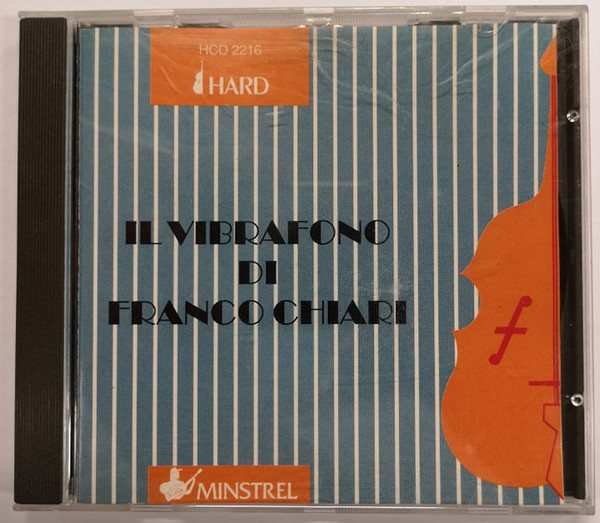 HCD 2216
HARD
IL VIBRAFONO
DI
FRANCO CHIARI
MINSTREL